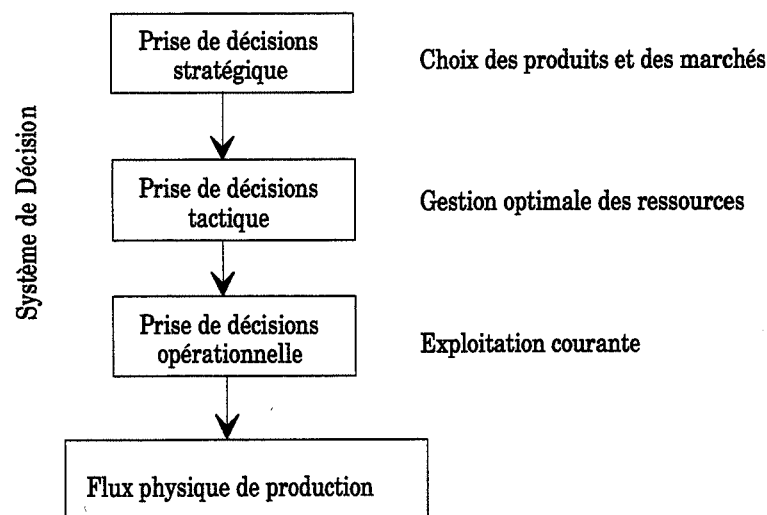 Prise de décisions
stratégique
Choix des produits et des marchés
Système de Décision
Prise de décisions
tactique
Gestion optimale des ressources
Prise de décisions
opérationnelle
Exploitation courante
Flux physique de production